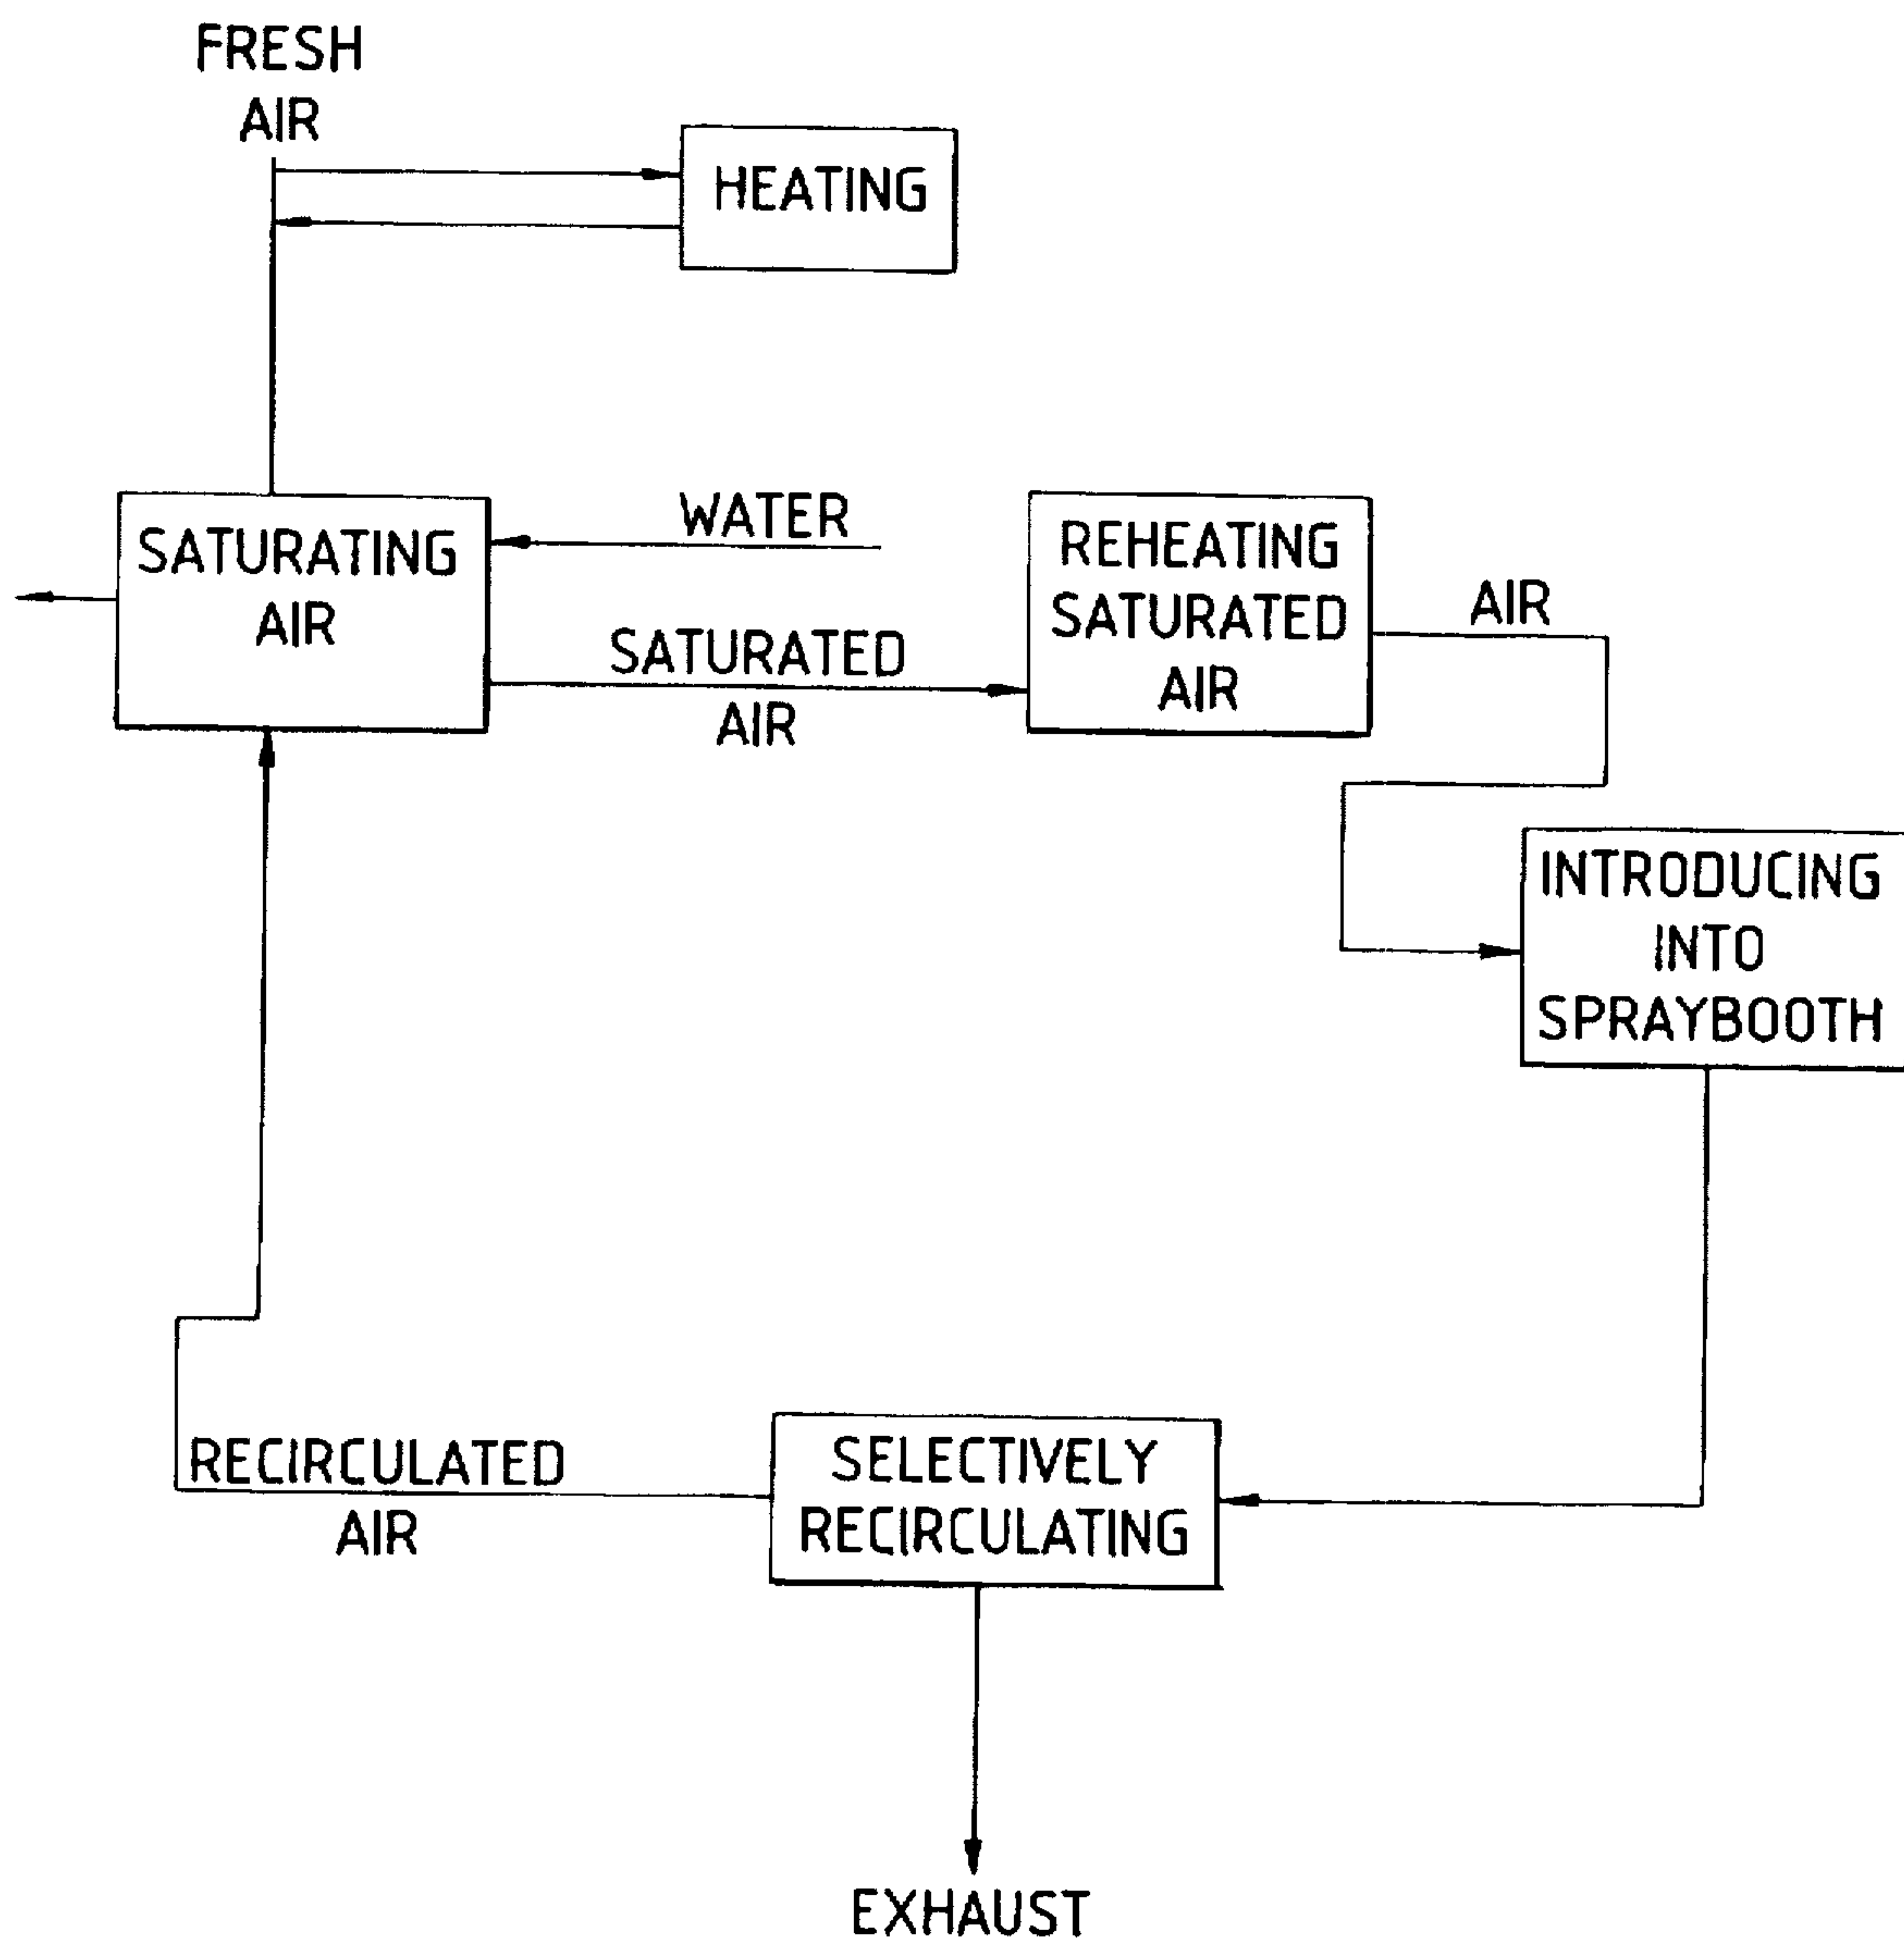 FRESH
AIR
HEATING
SATURATING
AIR
WATER
SATURATED
AIR
REHEATING
SATURATED
AIR
AIR
INTRODUCING
INTO
SPRAYBOOTH
RECIRCULATED
AIR
SELECTIVELY
RECIRCULATING
EXHAUST